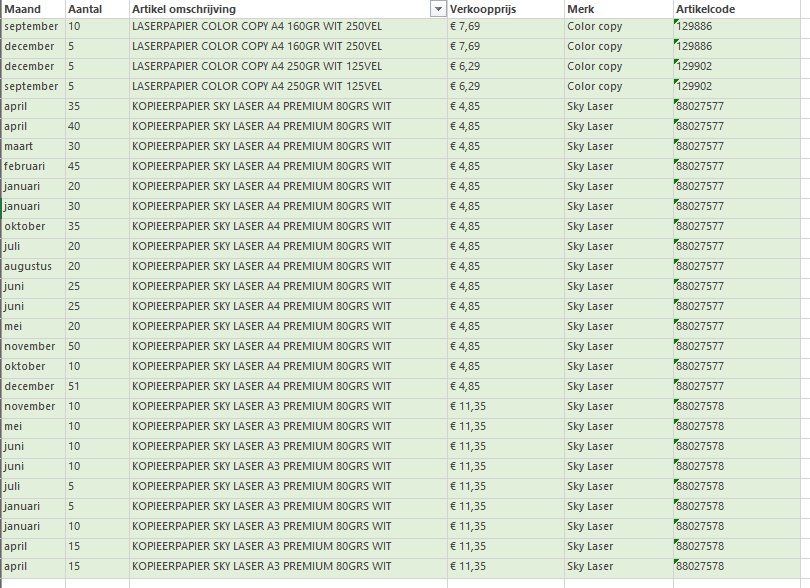 Maand Aantal Artikel omschrijving Verkoopprijs Merk Artikelcode
september 10 LASERPAPIER COLOR COPY A4 160GR WIT 250VEL € 7,69 Color copy 129886
december 5 LASERPAPIER COLOR COPY A4 160GR WIT 250VEL € 7,69 Color copy 129886
december 5 LASERPAPIER COLOR COPY A4 250GR WIT 125VEL € 6,29 Color copy 129902
september 5 LASERPAPIER COLOR COPY A4 250GR WIT 125VEL € 6,29 Color copy 129902
april 35 KOPIEERPAPIER SKY LASER A4 PREMIUM 80GRS WIT € 4,85 Sky Laser 88027577
april 40 KOPIEERPAPIER SKY LASER A4 PREMIUM 80GRS WIT € 4,85 Sky Laser 88027577
maart 30 KOPIEERPAPIER SKY LASER A4 PREMIUM 80GRS WIT € 4,85 Sky Laser 88027577
februari 45 KOPIEERPAPIER SKY LASER A4 PREMIUM 80GRS WIT € 4,85 Sky Laser 88027577
januari 20 KOPIEERPAPIER SKY LASER A4 PREMIUM 80GRS WIT € 4,85 Sky Laser 88027577
januari 30 KOPIEERPAPIER SKY LASER A4 PREMIUM 80GRS WIT € 4,85 Sky Laser 88027577
oktober 35 KOPIEERPAPIER SKY LASER A4 PREMIUM 80GRS WIT € 4,85 Sky Laser 88027577
juli 20 KOPIEERPAPIER SKY LASER A4 PREMIUM 80GRS WIT € 4,85 Sky Laser 88027577
augustus 20 KOPIEERPAPIER SKY LASER A4 PREMIUM 80GRS WIT € 4,85 Sky Laser 88027577
juni 25 KOPIEERPAPIER SKY LASER A4 PREMIUM 80GRS WIT € 4,85 Sky Laser 88027577
juni 25 KOPIEERPAPIER SKY LASER A4 PREMIUM 80GRS WIT € 4,85 Sky Laser 88027577
mei 20 KOPIEERPAPIER SKY LASER A4 PREMIUM 80GRS WIT € 4,85 Sky Laser 88027577
november 50 KOPIEERPAPIER SKY LASER A4 PREMIUM 80GRS WIT € 4,85 Sky Laser 88027577
oktober 10 KOPIEERPAPIER SKY LASER A4 PREMIUM 80GRS WIT € 4,85 Sky Laser 88027577
december 51 KOPIEERPAPIER SKY LASER A4 PREMIUM 80GRS WIT € 4,85 Sky Laser 88027577
november 10 KOPIEERPAPIER SKY LASER A3 PREMIUM 80GRS WIT € 11,35 Sky Laser 88027578
mei 10 KOPIEERPAPIER SKY LASER A3 PREMIUM 80GRS WIT € 11,35 Sky Laser 88027578
juni 10 KOPIEERPAPIER SKY LASER A3 PREMIUM 80GRS WIT € 11,35 Sky Laser 88027578
juni 10 KOPIEERPAPIER SKY LASER A3 PREMIUM 80GRS WIT € 11,35 Sky Laser 88027578
juli 5 KOPIEERPAPIER SKY LASER A3 PREMIUM 80GRS WIT € 11,35 Sky Laser 88027578
januari 5 KOPIEERPAPIER SKY LASER A3 PREMIUM 80GRS WIT € 11,35 Sky Laser 88027578
januari 10 KOPIEERPAPIER SKY LASER A3 PREMIUM 80GRS WIT € 11,35 Sky Laser 88027578
april 15 KOPIEERPAPIER SKY LASER A3 PREMIUM 80GRS WIT € 11,35 Sky Laser 88027578
april 15 KOPIEERPAPIER SKY LASER A3 PREMIUM 80GRS WIT € 11,35 Sky Laser 88027578